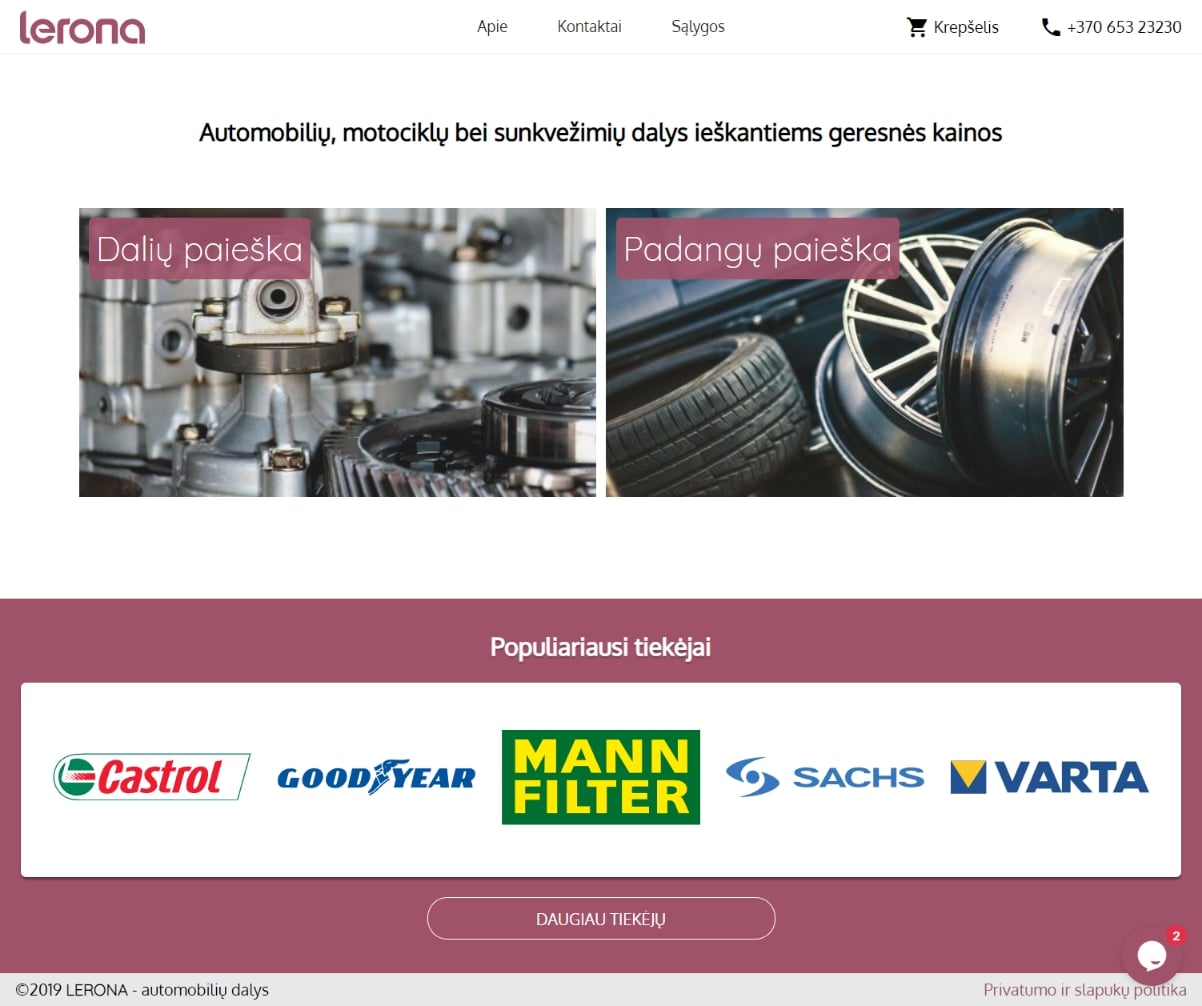 lerona
Apie
Kontaktai
Sąlygos
Krepšelis
+370 653 23230
Automobilių, motociklų bei sunkvežimių dalys ieškantiems geresnės kainos
Dalių paieška
Padangų paieška
Populiariausi tiekėjai
Castrol
GOODYEAR
MANN
FILTER
SACHS
VARTA
DAUGIAU TIEKĖJŲ
2
©2019 LERONA - automobilių dalys
Privatumo ir slapukų politika